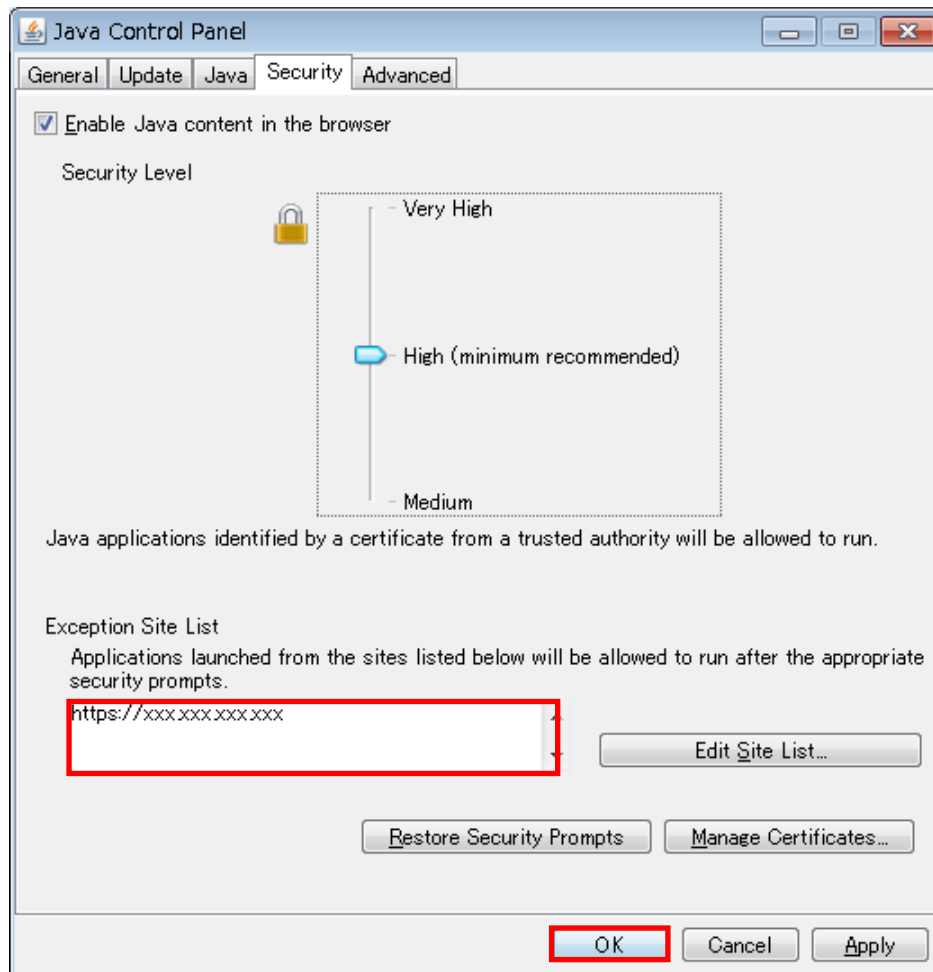 Java Control Panel
General Update Java Security Advanced
Enable Java content in the browser
Security Level
Very High
High (minimum recommended)
Medium
Java applications identified by a certificate from a trusted authority will be allowed to run.
Exception Site List
Applications launched from the sites listed below will be allowed to run after the appropriate
security prompts.
https://xxx.xxx.xxx.xxx
Edit Site List...
Restore Security Prompts Manage Certificates...
OK Cancel Apply